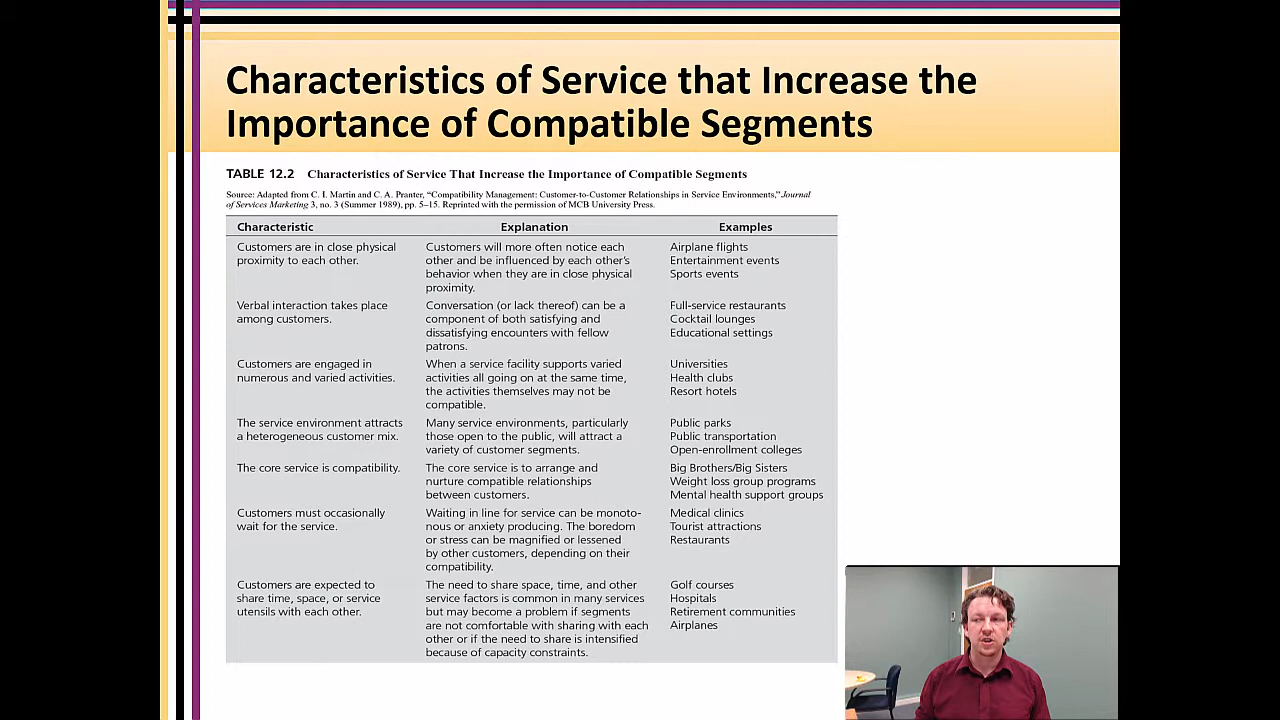 Characteristics of Service that Increase the
Importance of Compatible Segments
TABLE 12.2 Characteristics of Service That Increase the Importance of Compatible Segments
Source: Adapted from C. I. Martin and C. A. Pranter, “Compatibility Management: Customer-to-Customer Relationships in Service Environments,” Journal
of Services Marketing 3, no. 3 (Summer 1989), pp. 5–15. Reprinted with the permission of MCB University Press.
Characteristic Explanation Examples
Customers are in close physical
proximity to each other.
Customers will more often notice each
other and be influenced by each other’s
behavior when they are in close physical
proximity.
Airplane flights
Entertainment events
Sports events
Verbal interaction takes place
among customers.
Conversation (or lack thereof) can be a
component of both satisfying and
dissatisfying encounters with fellow
patrons.
Full-service restaurants
Cocktail lounges
Educational settings
Customers are engaged in
numerous and varied activities.
When a service facility supports varied
activities all going on at the same time,
the activities themselves may not be
compatible.
Universities
Health clubs
Resort hotels
The service environment attracts
a heterogeneous customer mix.
Many service environments, particularly
those open to the public, will attract a
variety of customer segments.
Public parks
Public transportation
Open-enrollment colleges
The core service is compatibility.
The core service is to arrange and
nurture compatible relationships
between customers.
Big Brothers/Big Sisters
Weight loss group programs
Mental health support groups
Customers must occasionally
wait for the service.
Waiting in line for service can be monoto-
nous or anxiety producing. The boredom
or stress can be magnified or lessened
by other customers, depending on their
compatibility.
Medical clinics
Tourist attractions
Restaurants
Customers are expected to
share time, space, or service
utensils with each other.
The need to share space, time, and other
service factors is common in many services
but may become a problem if segments
are not comfortable with sharing with each
other or if the need to share is intensified
because of capacity constraints.
Golf courses
Hospitals
Retirement communities
Airplanes